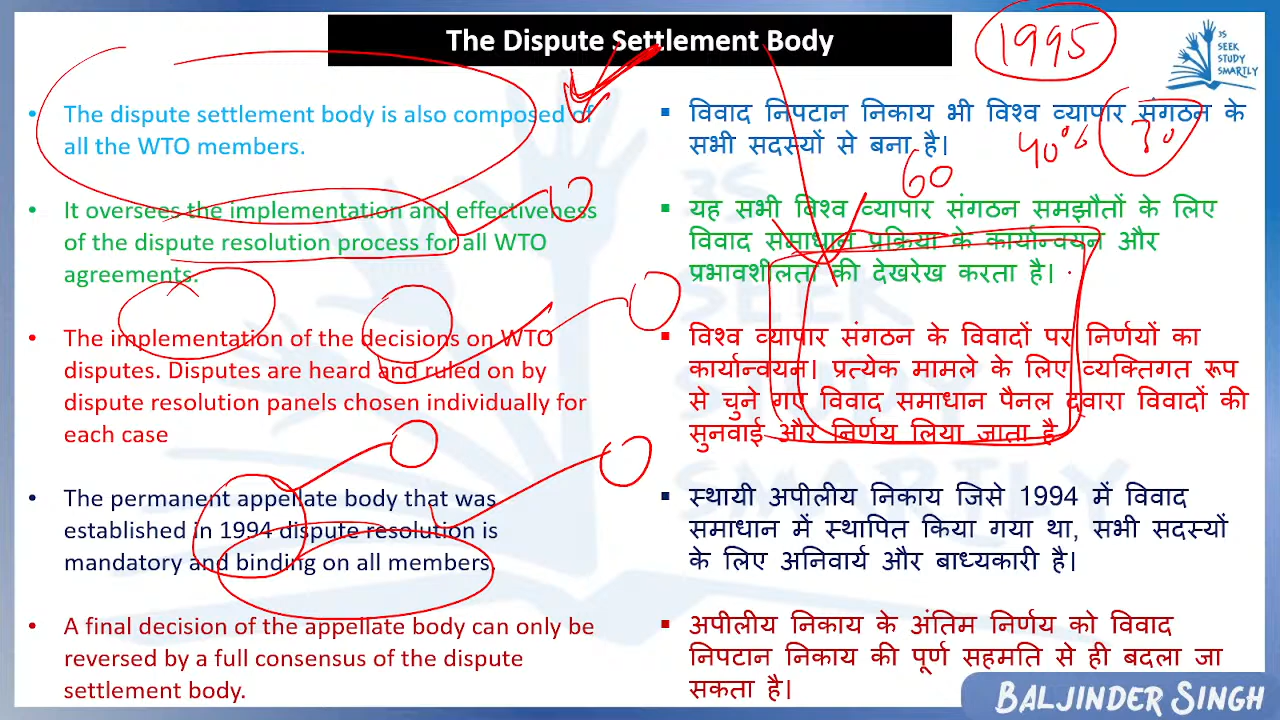 The Dispute Settlement Body
1995
3S
SEEK
STUDY
SMARTLY
• The dispute settlement body is also composed of
all the WTO members.
• It oversees the implementation and effectiveness
of the dispute resolution process for all WTO
agreements.
• The implementation of the decisions on WTO
disputes. Disputes are heard and ruled on by
dispute resolution panels chosen individually for
each case
• The permanent appellate body that was
established in 1994 dispute resolution is
mandatory and binding on all members.
• A final decision of the appellate body can only be
reversed by a full consensus of the dispute
settlement body.
▪ विवाद निपटान निकाय भी विश्व व्यापार संगठन के
सभी सदस्यों से बना है।
40%
60
▪ यह सभी विश्व व्यापार संगठन समझौतों के लिए
विवाद समाधान प्रक्रिया के कार्यान्वयन और
प्रभावशीलता की देखरेख करता है।
▪ विश्व व्यापार संगठन के विवादों पर निर्णयों का
कार्यान्वयन। प्रत्येक मामले के लिए व्यक्तिगत रूप
से चुने गए विवाद समाधान पैनल द्वारा विवादों की
सुनवाई और निर्णय लिया जाता है
▪ स्थायी अपीलीय निकाय जिसे 1994 में विवाद
समाधान में स्थापित किया गया था, सभी सदस्यों
के लिए अनिवार्य और बाध्यकारी है।
▪ अपीलीय निकाय के अंतिम निर्णय को विवाद
निपटान निकाय की पूर्ण सहमति से ही बदला जा
सकता है।
3S
SEEK
STUDY
SMARTLY
BALJINDER SINGH